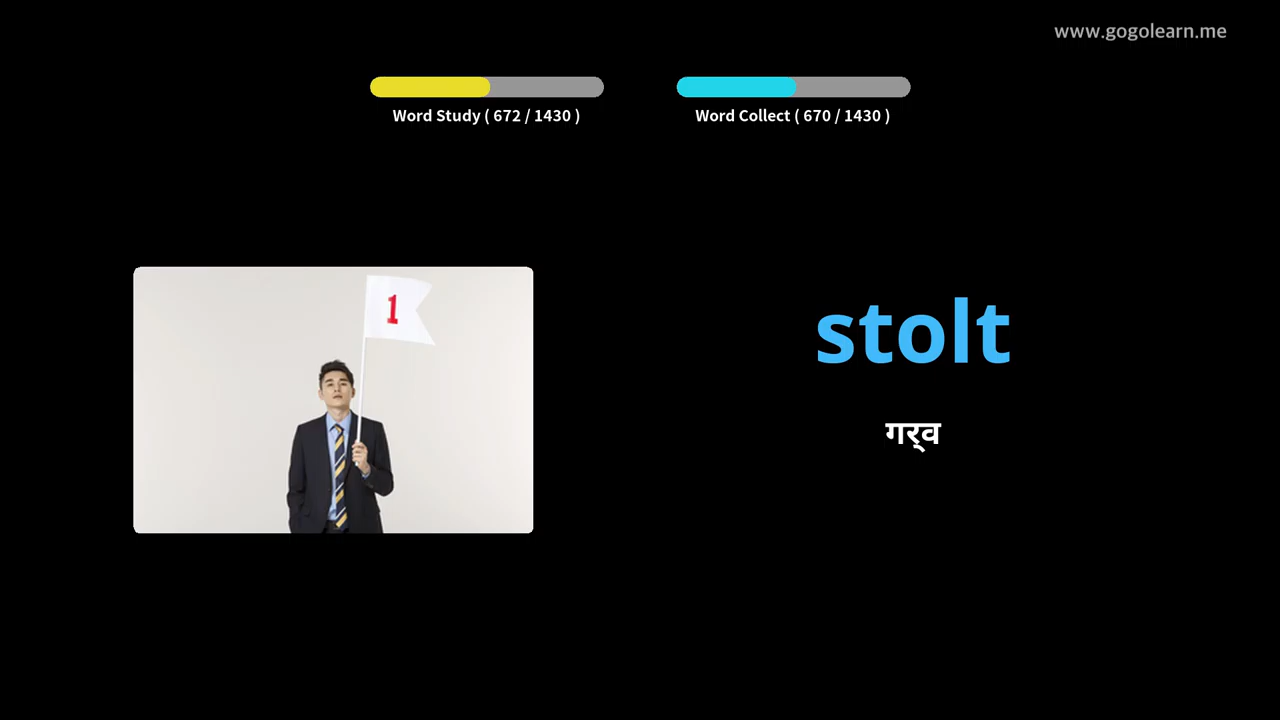 www.gogolearn.me
Word Study ( 672 / 1430 )
Word Collect ( 670 / 1430 )
1
stolt
गर्‍व